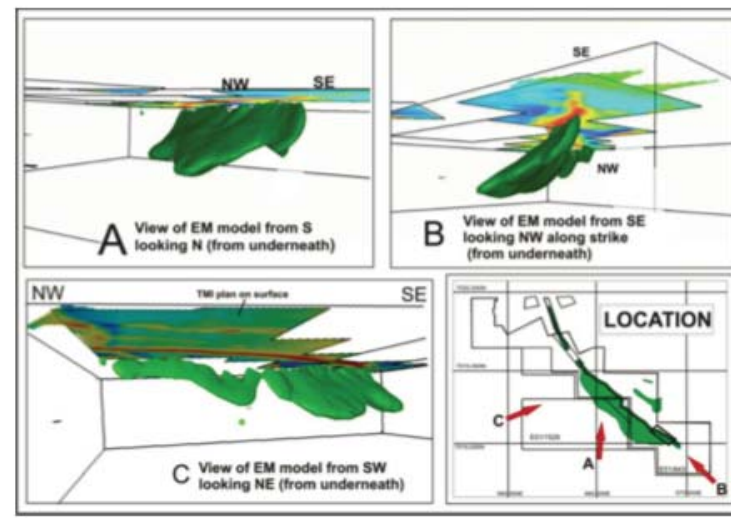 NW
SE
A
View of EM model from S
looking N (from underneath)
SE
NW
B
View of EM model from SE
looking NW along strike
(from underneath)
NW
TMI plan on surface
SE
C
View of EM model from SW
looking NE (from underneath)
LOCATION
C
A
B